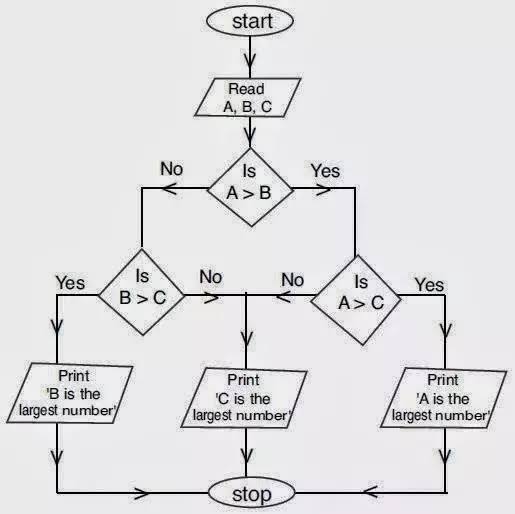 start
Read
A, B, C
No
Is
A > B
Yes
Yes
Is
B > C
No
No
Is
A > C
Yes
Print
'B is the
largest number'
Print
'C is the
largest number'
Print
'A is the
largest number'
stop